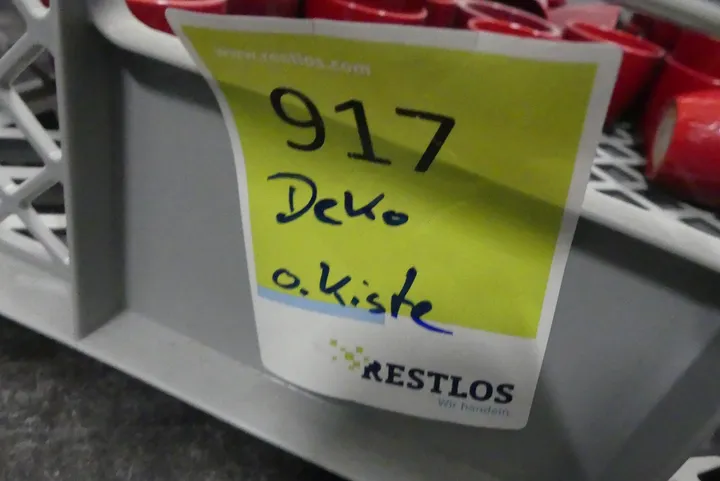 www.restlos.com
917
Deko
o. Kiste
RESTLOS
Wir handeln.